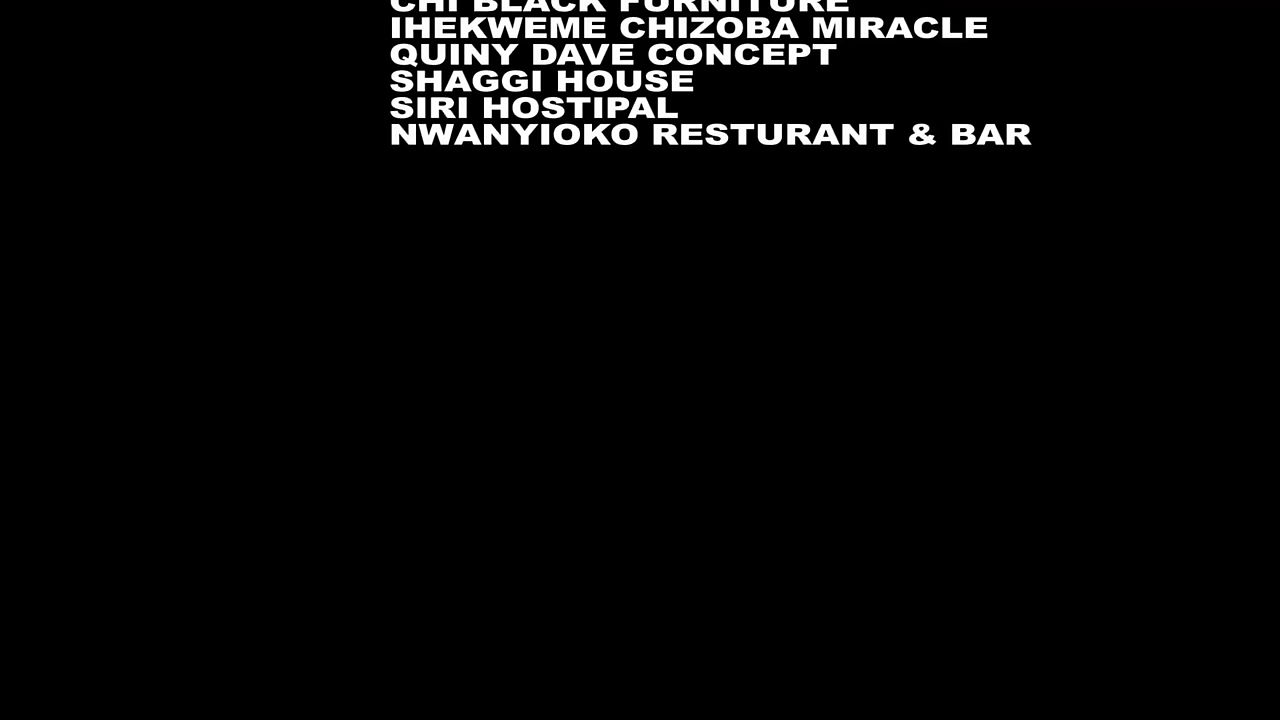 CHI BLACK FURNITURE
IHEKWEME CHIZOBA MIRACLE
QUINY DAVE CONCEPT
SHAGGI HOUSE
SIRI HOSTIPAL
NWANYIOKO RESTURANT & BAR